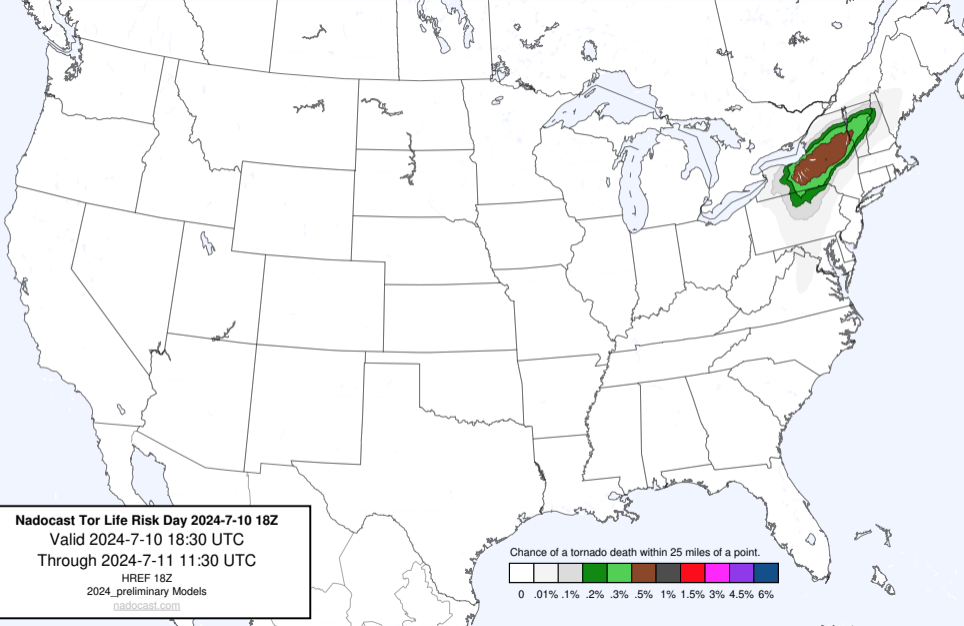 Nadocast Tor Life Risk Day 2024-7-10 18Z
Valid 2024-7-10 18:30 UTC
Through 2024-7-11 11:30 UTC
HREF 18Z
2024_preliminary Models
nadocast.com
Chance of a tornado death within 25 miles of a point.
0 .01% .1% .2% .3% .5% 1% 1.5% 3% 4.5% 6%